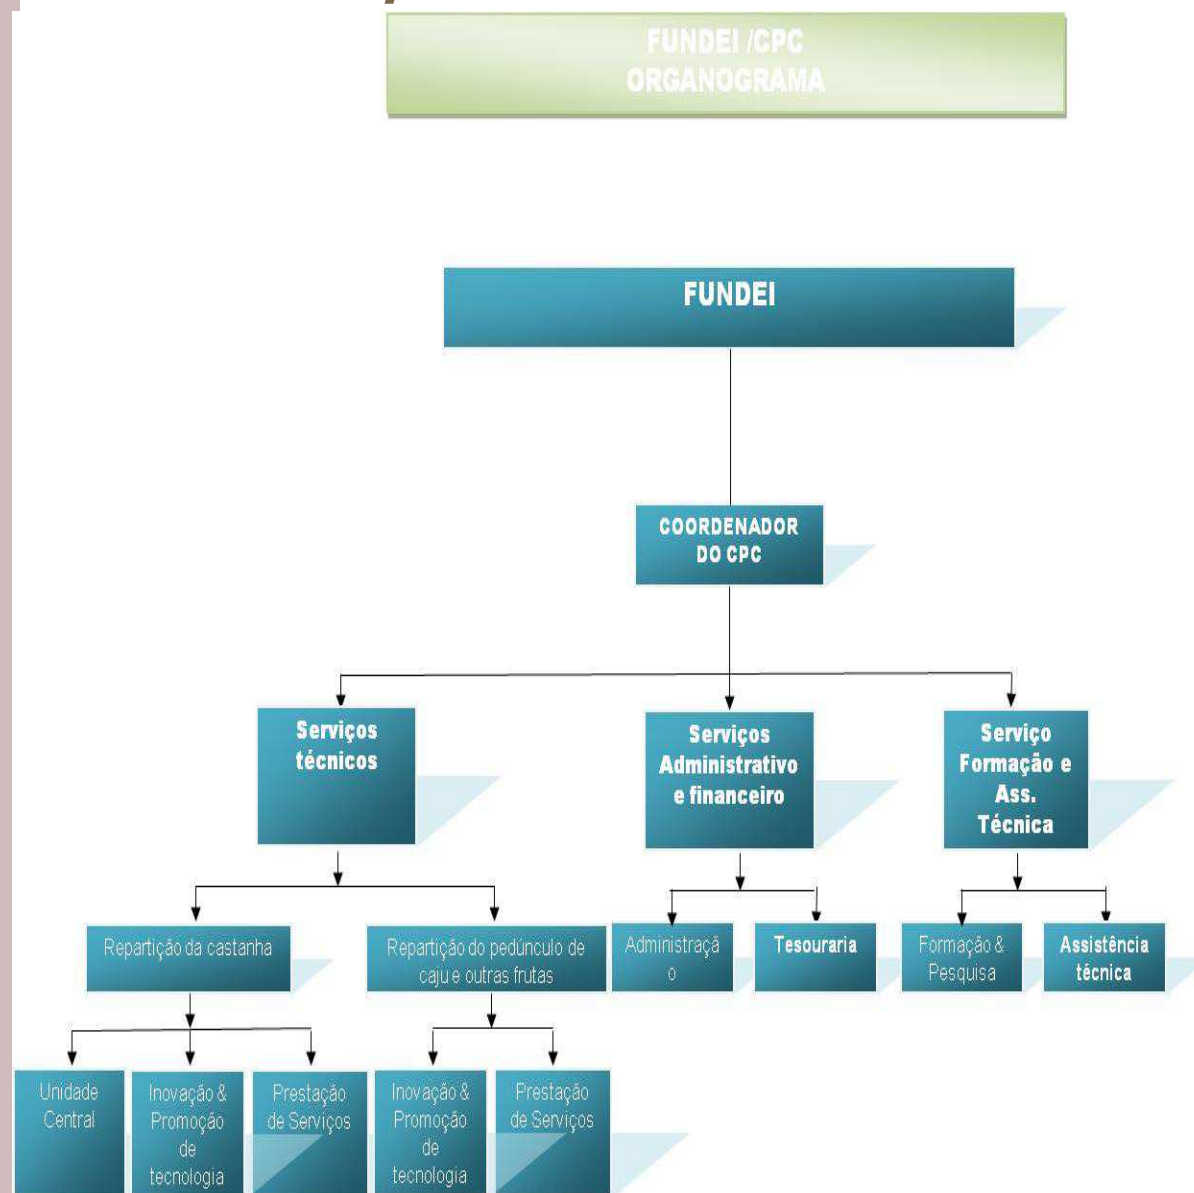 FUNDEI /CPC
ORGANOGRAMA
FUNDEI
COORDENADOR
DO CPC
Serviços
técnicos
Serviços
Administrativo
e financeiro
Serviço
Formação e
Ass.
Técnica
Repartição da castanha
Repartição do pedúnculo de
caju e outras frutas
Administraçã
o
Tesouraria
Formação &
Pesquisa
Assistência
técnica
Unidade
Central
Inovação &
Promoção
de
tecnologia
Prestação
de Serviços
Inovação &
Promoção
de
tecnologia
Prestação
de Serviços